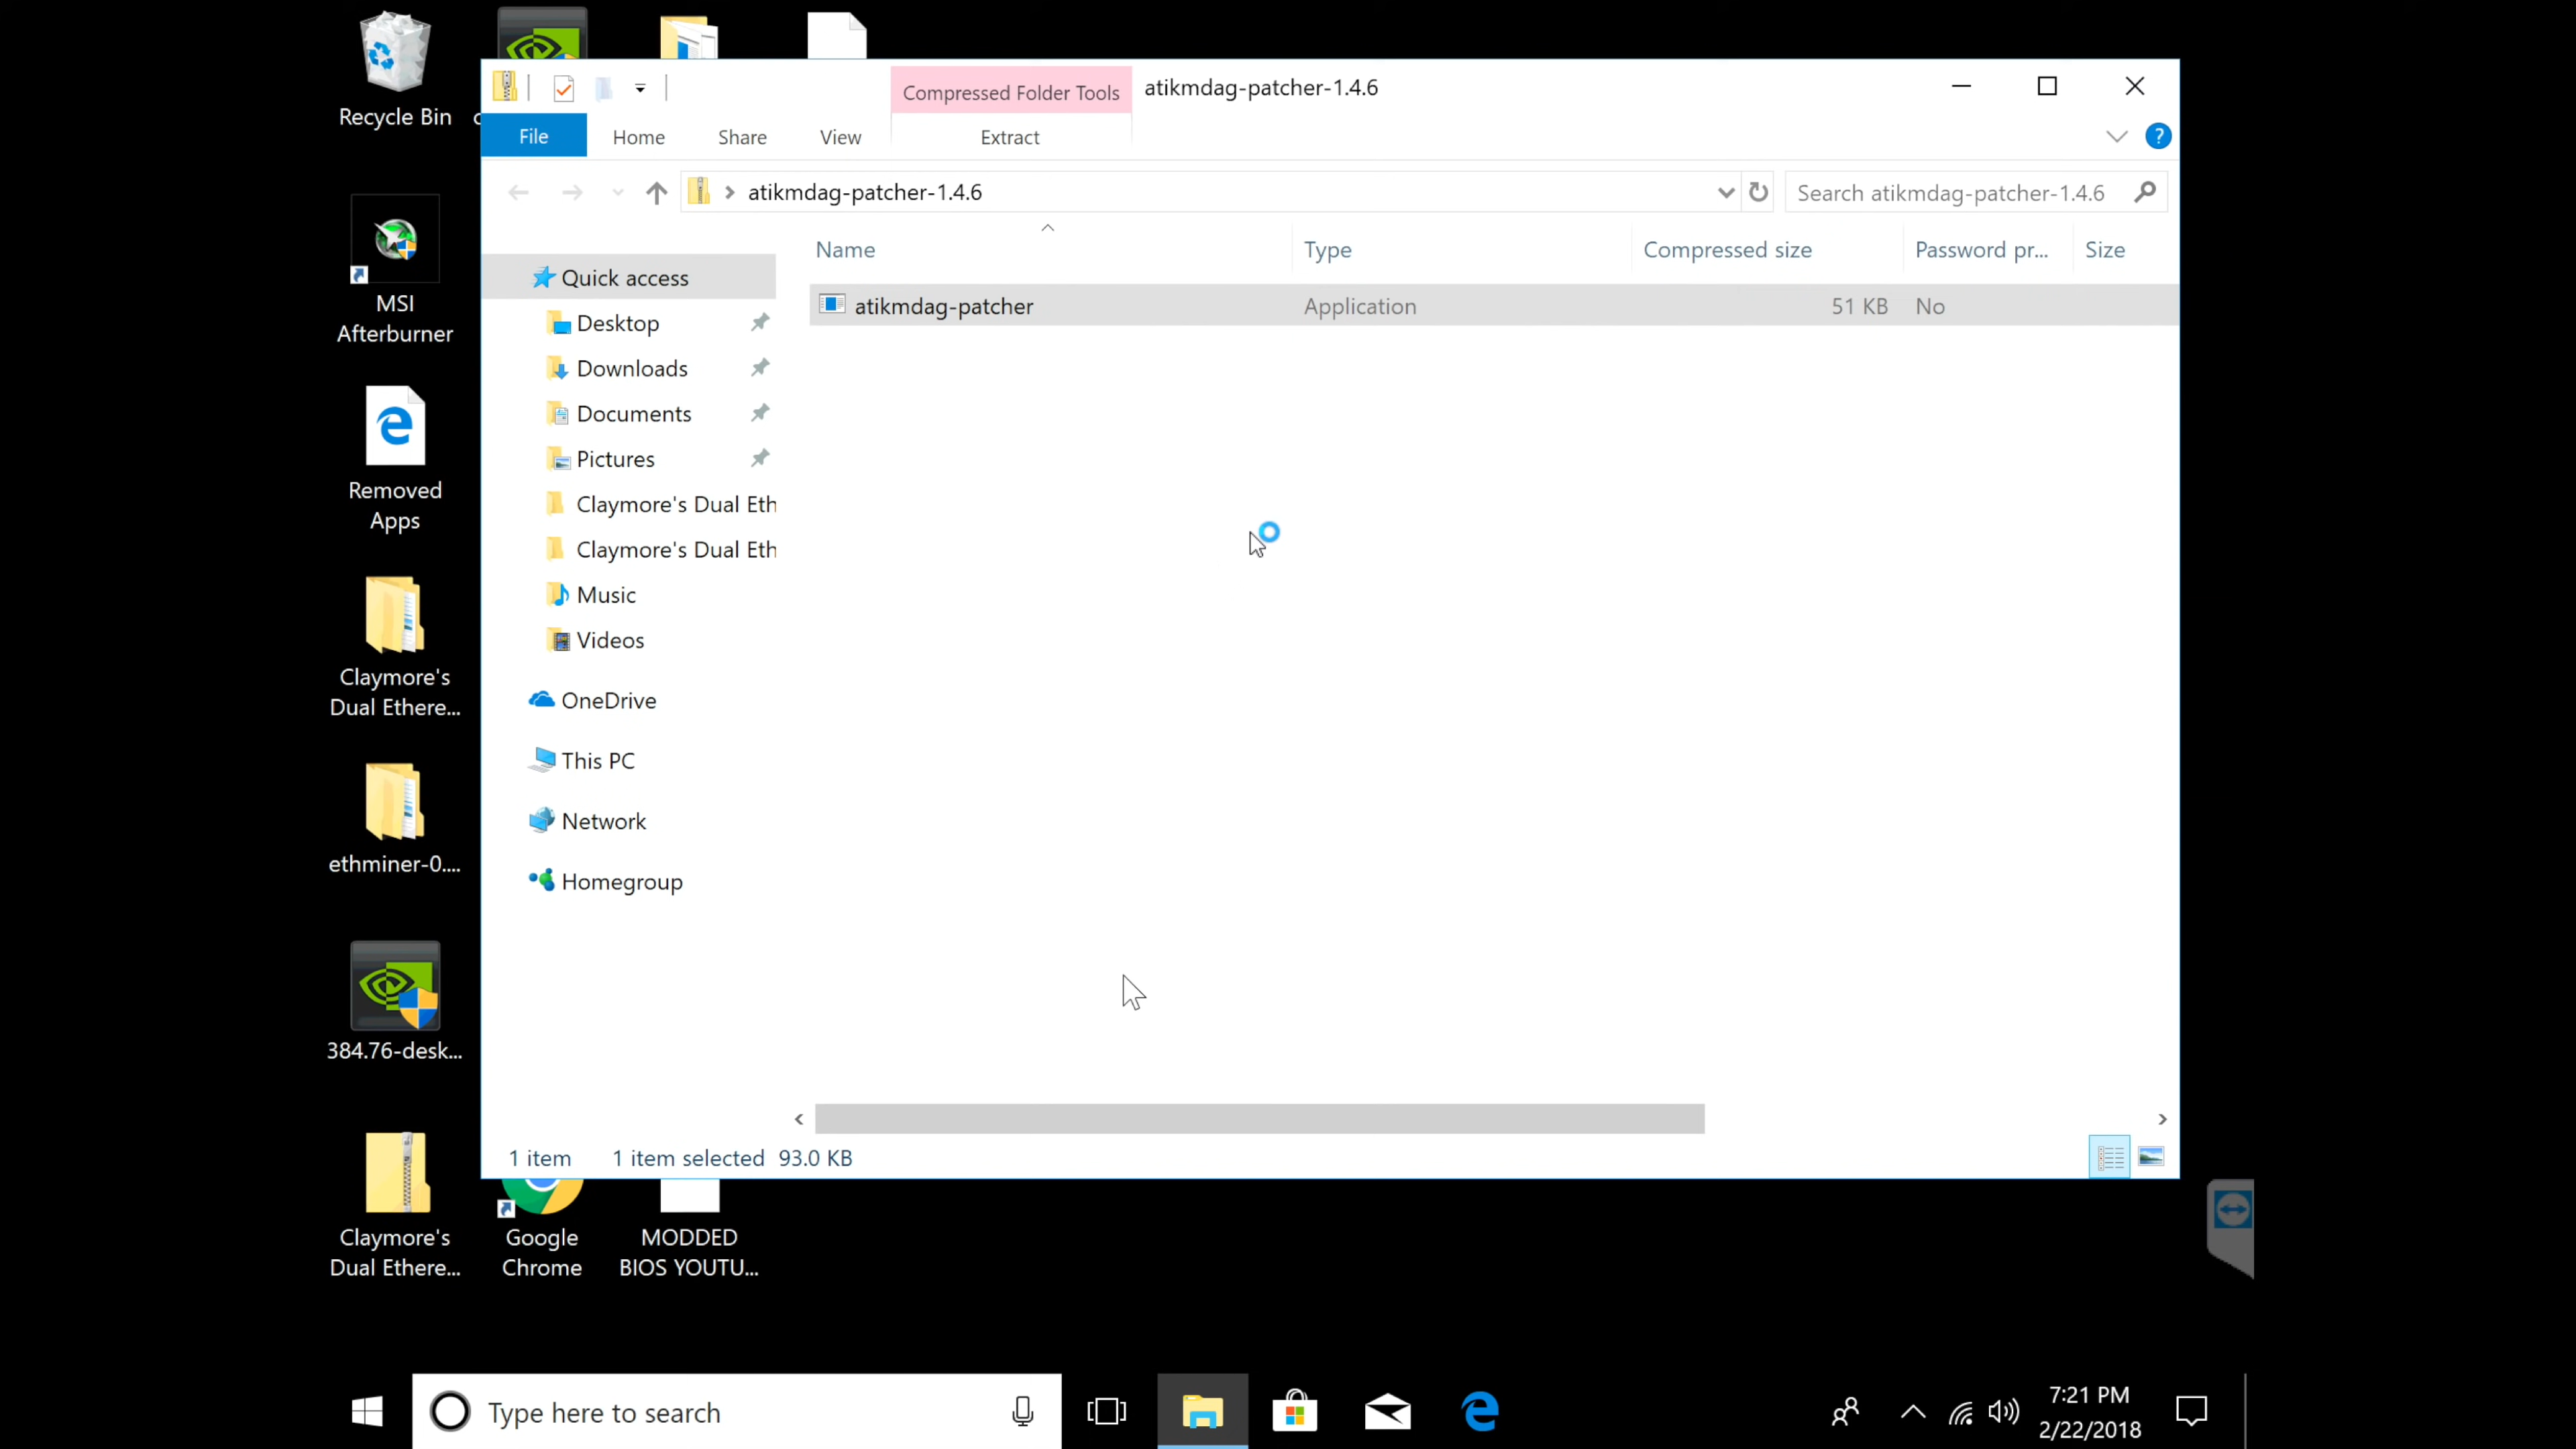 Recycle Bin
MSI
Afterburner
Removed
Apps
Claymore's
Dual Ethere...
ethminer-0....
384.76-desk...
Claymore's
Dual Ethere...
Google
Chrome
MODDED
BIOS YOUTU...
Compressed Folder Tools
atikmdag-patcher-1.4.6
File
Home
Share
View
Extract
?
atikmdag-patcher-1.4.6
Search atikmdag-patcher-1.4.6
Name
Type
Compressed size
Password pr...
Size
atikmdag-patcher
Application
51 KB
No
Quick access
Desktop
Downloads
Documents
Pictures
Claymore's Dual Eth
Claymore's Dual Eth
Music
Videos
OneDrive
This PC
Network
Homegroup
1 item
1 item selected 93.0 KB
Type here to search
7:21 PM
2/22/2018